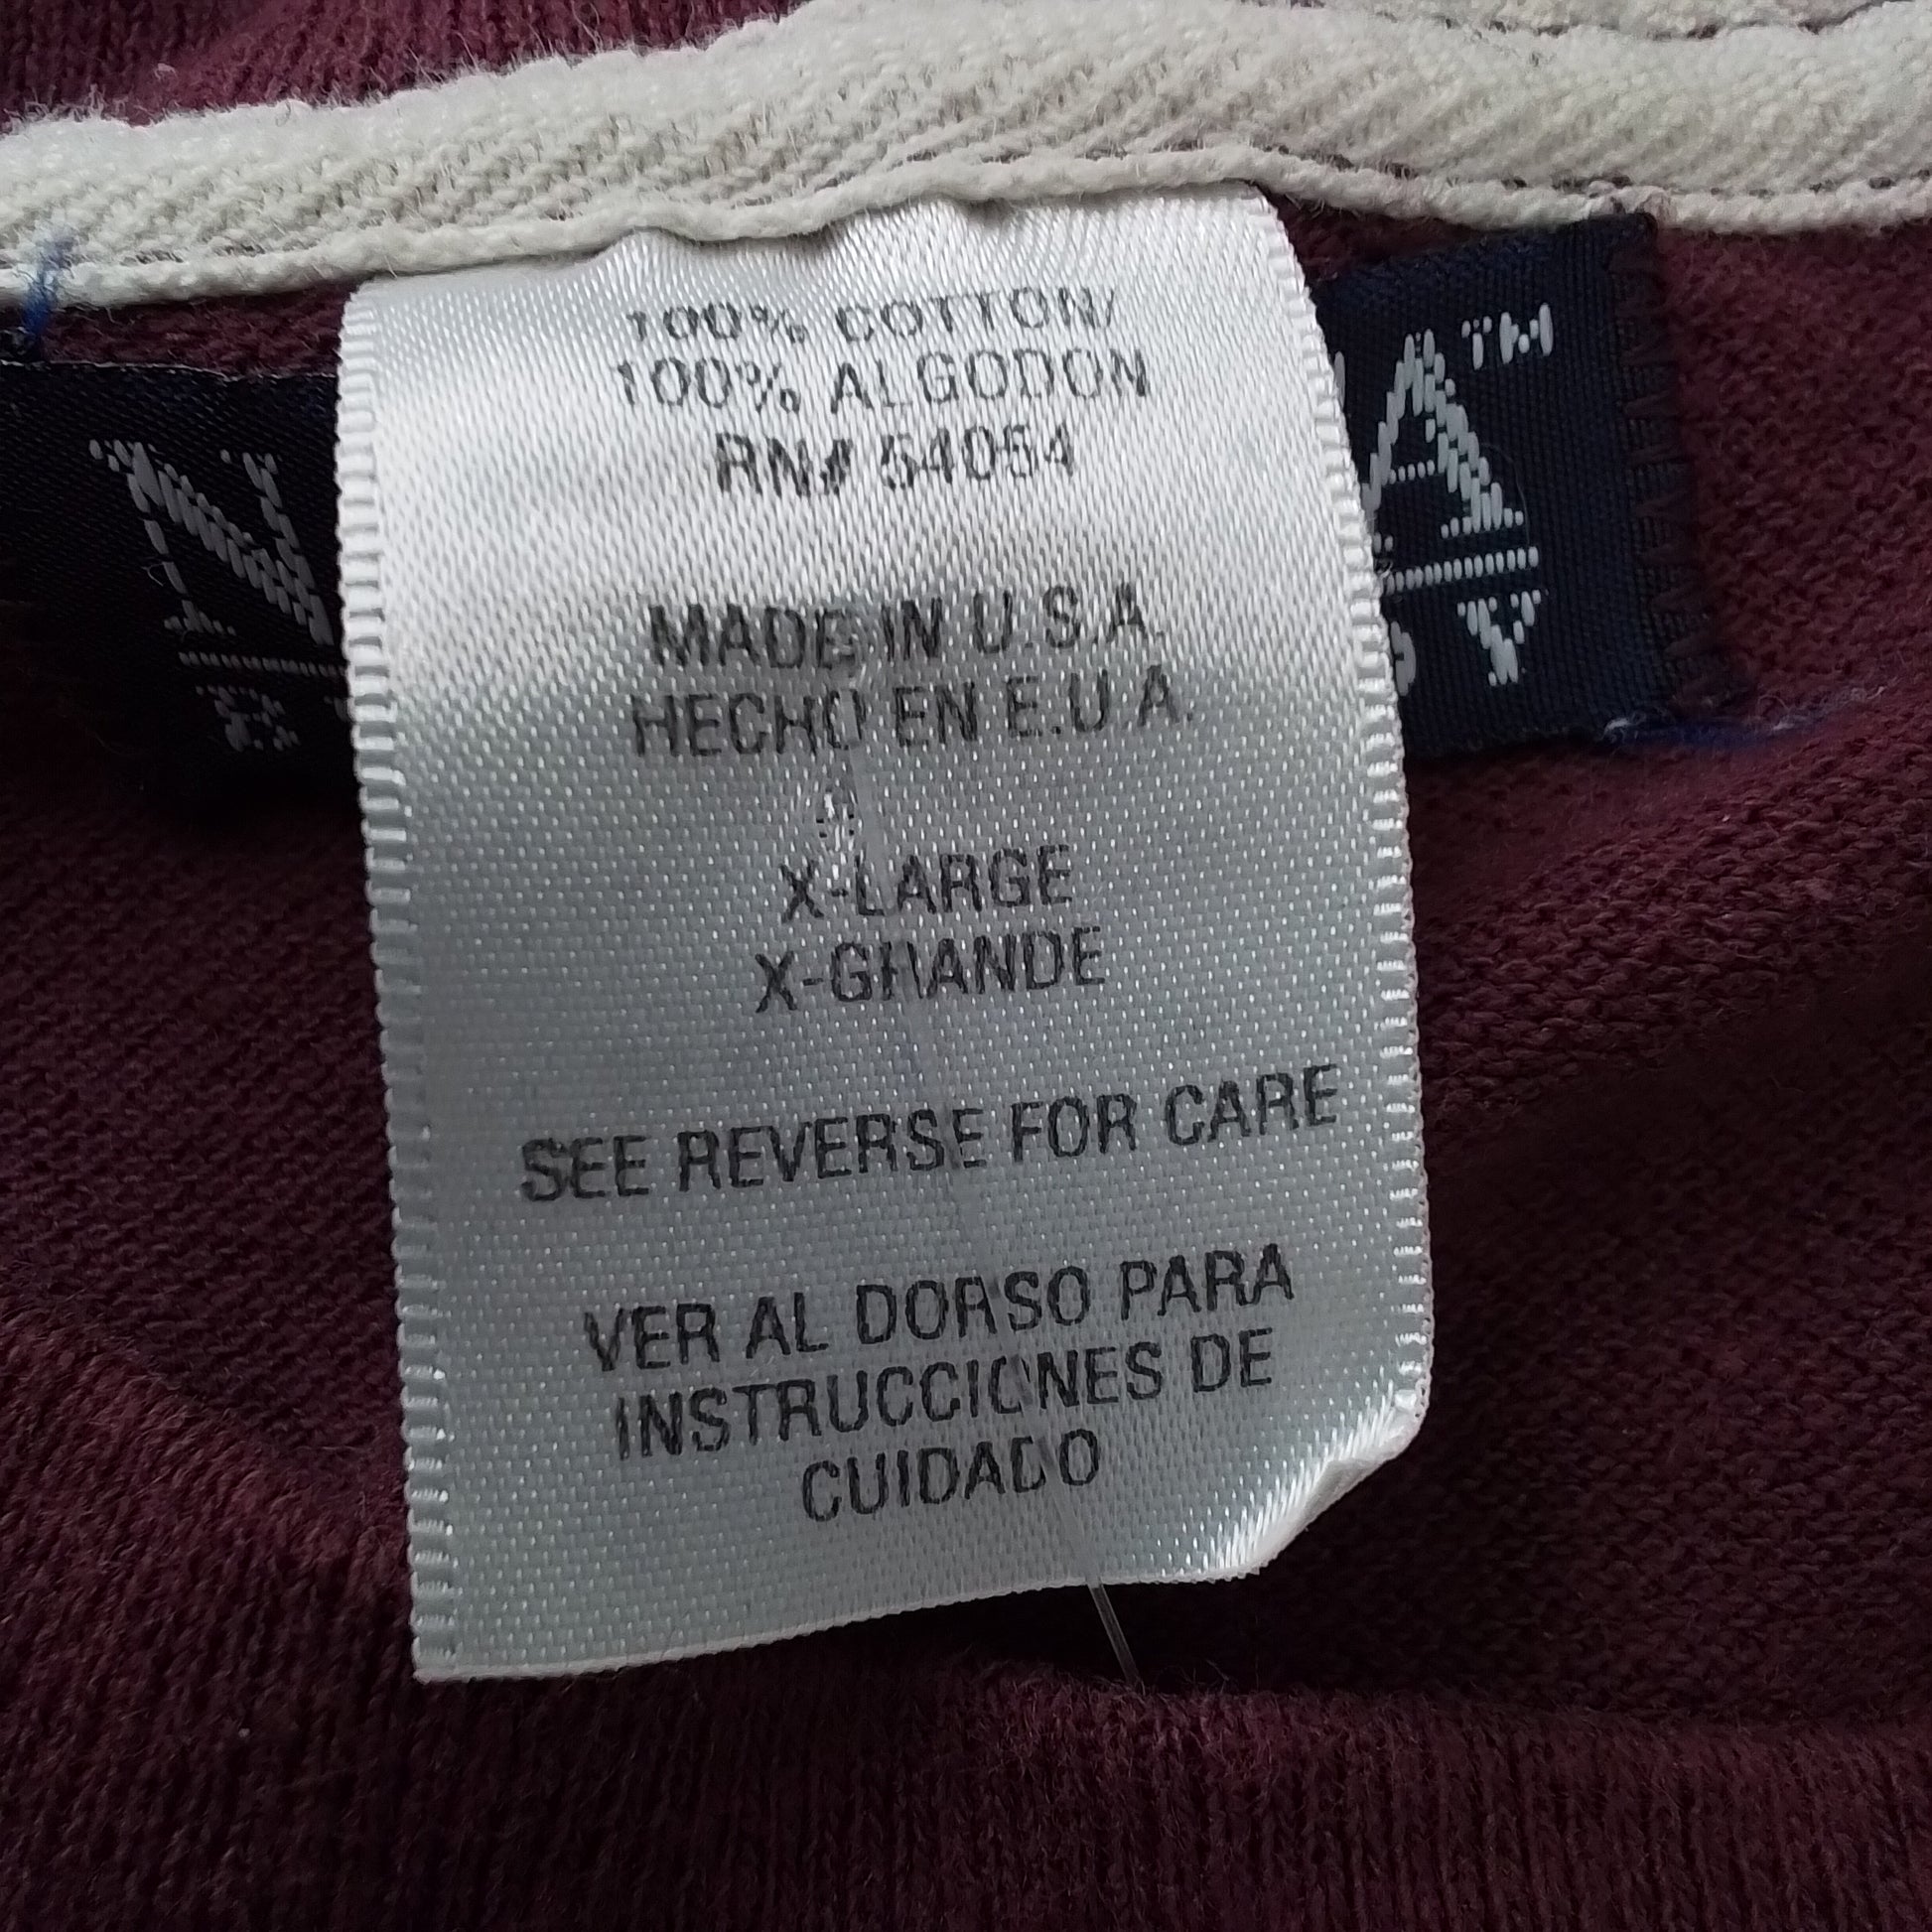 100% COTTON/
100% ALGODON
RN# 54054
MADE IN U.S.A.
HECHO EN E.U.A.
X-LARGE
X-GRANDE
SEE REVERSE FOR CARE
VER AL DORSO PARA
INSTRUCCIONES DE
CUIDADO